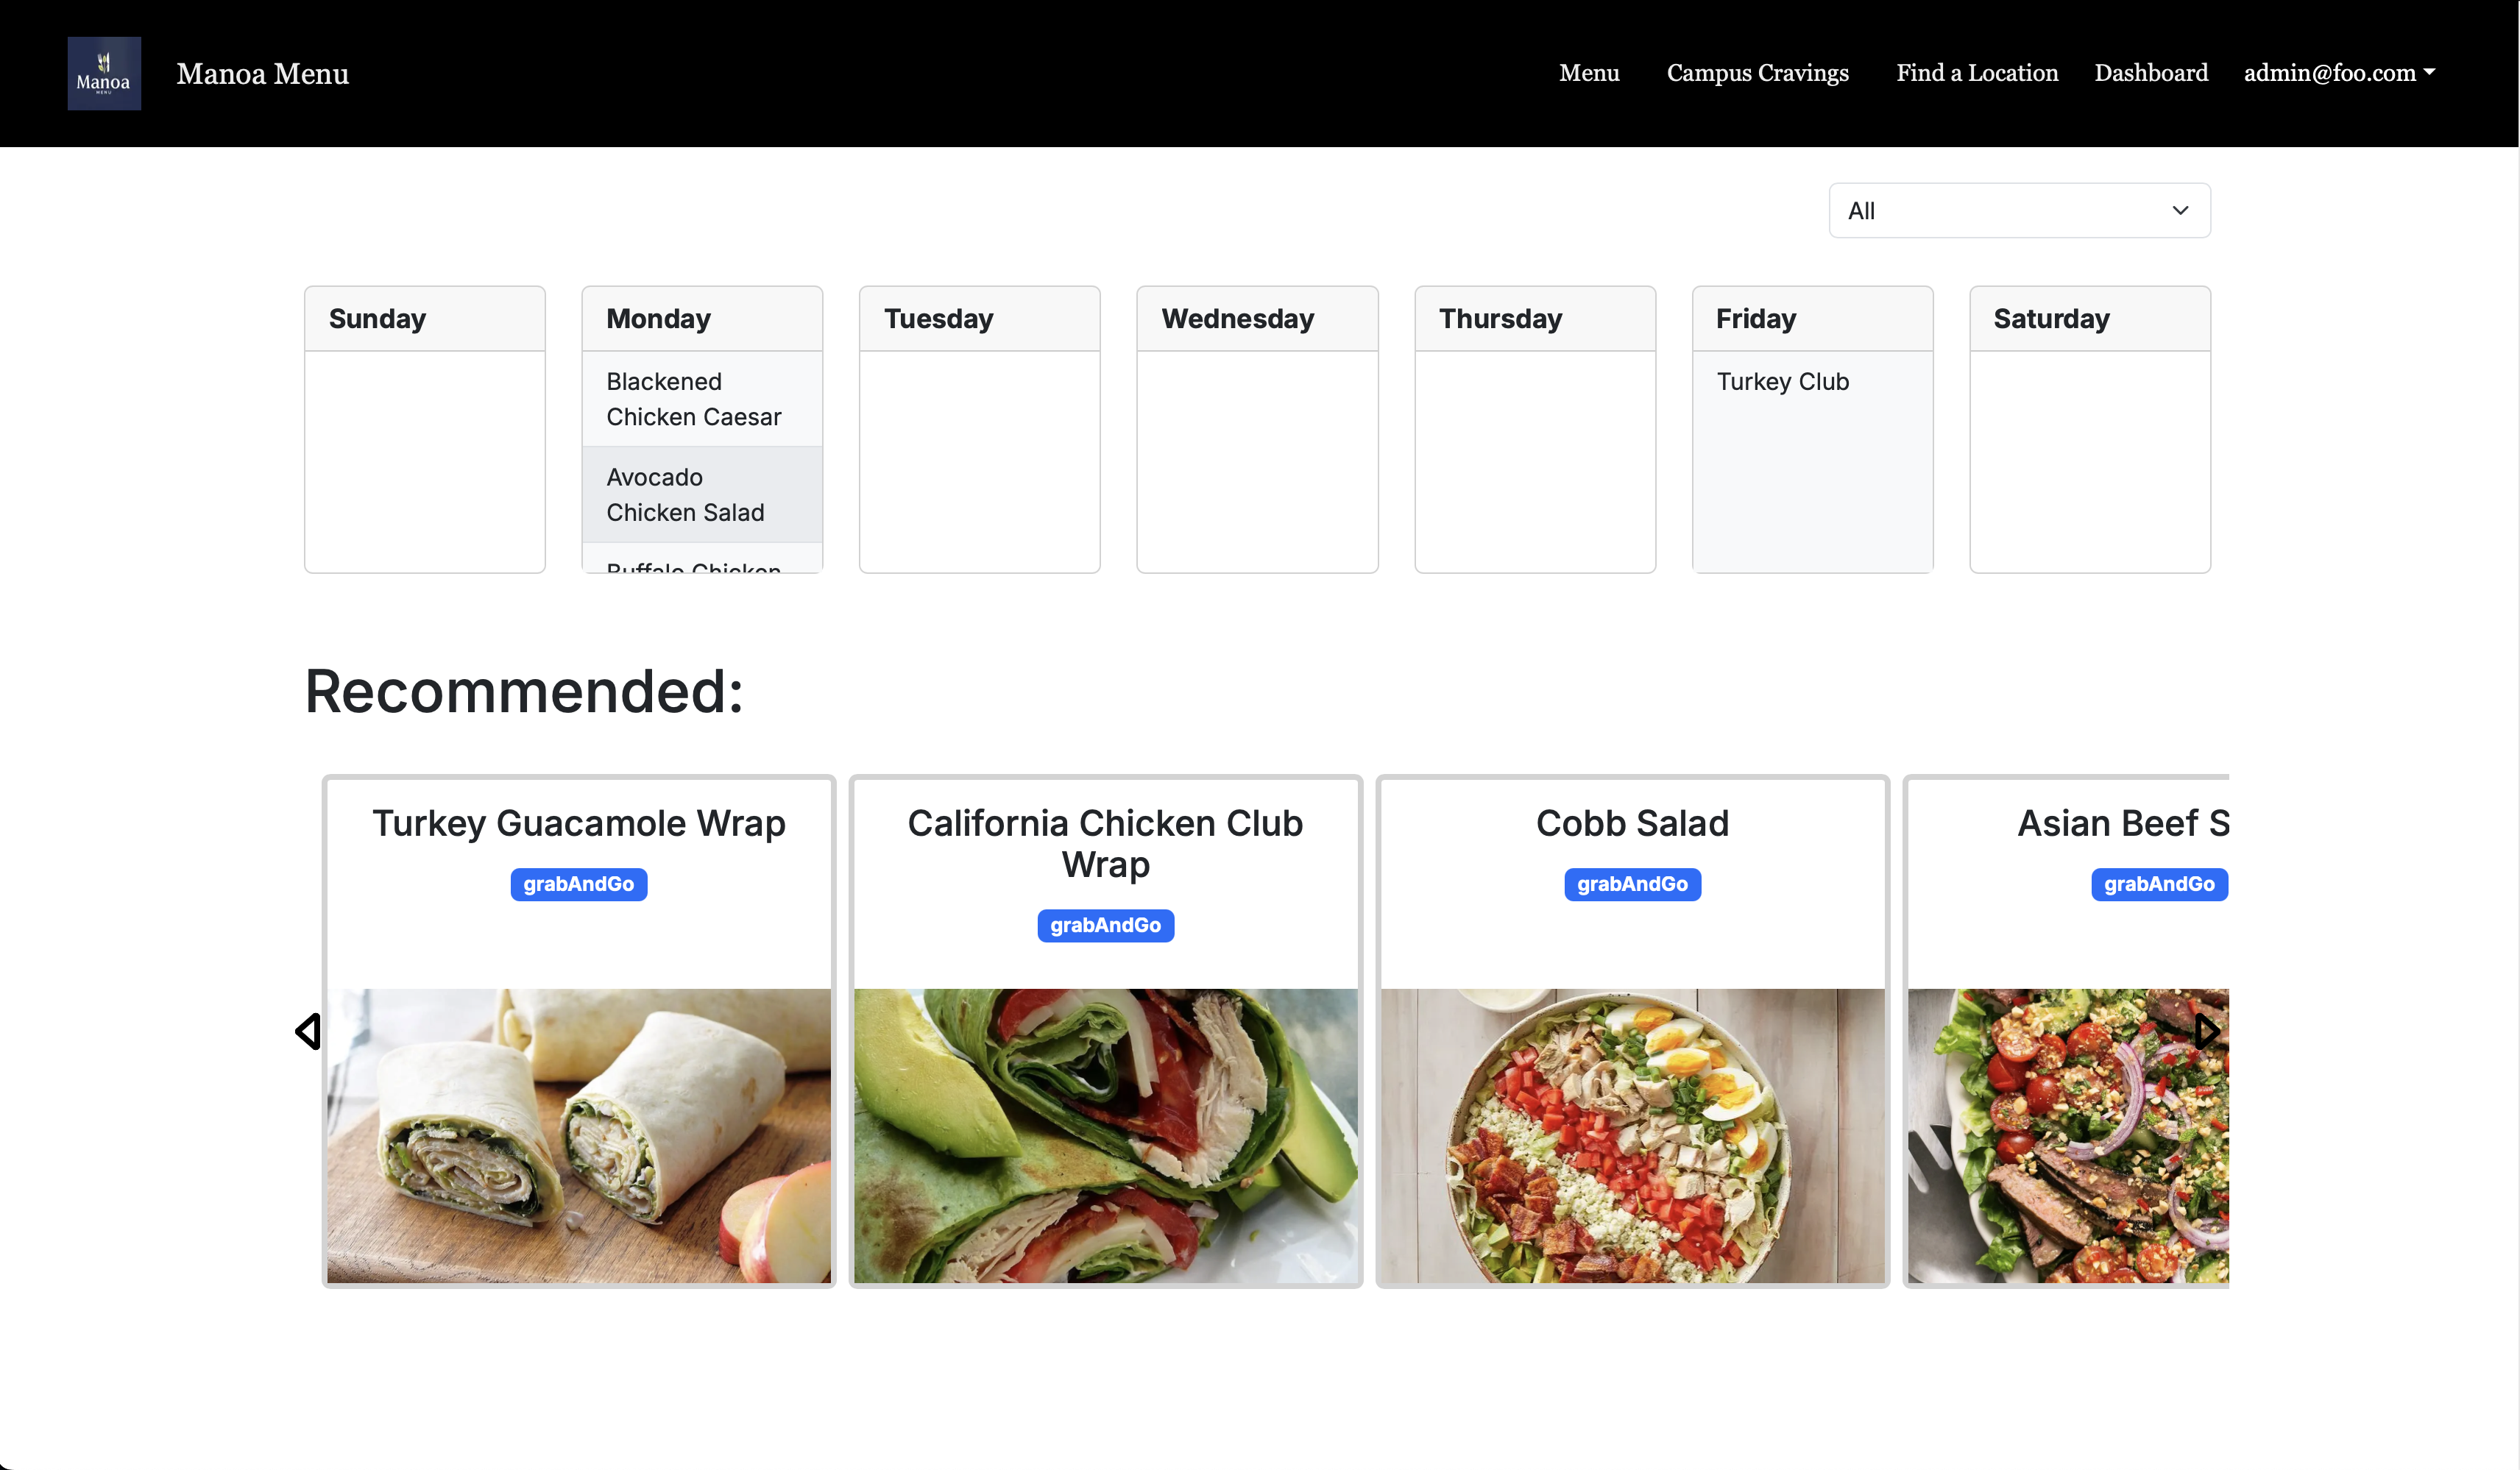 Manoa
MENU
Manoa Menu
Menu
Campus Cravings
Find a Location
Dashboard
admin@foo.com
All
Sunday
Monday
Tuesday
Wednesday
Thursday
Friday
Saturday
Blackened
Chicken Caesar
Avocado
Chicken Salad
Buffalo Chicken
Turkey Club
Recommended:
Turkey Guacamole Wrap
grabAndGo
California Chicken Club
Wrap
grabAndGo
Cobb Salad
grabAndGo
Asian Beef S
grabAndGo